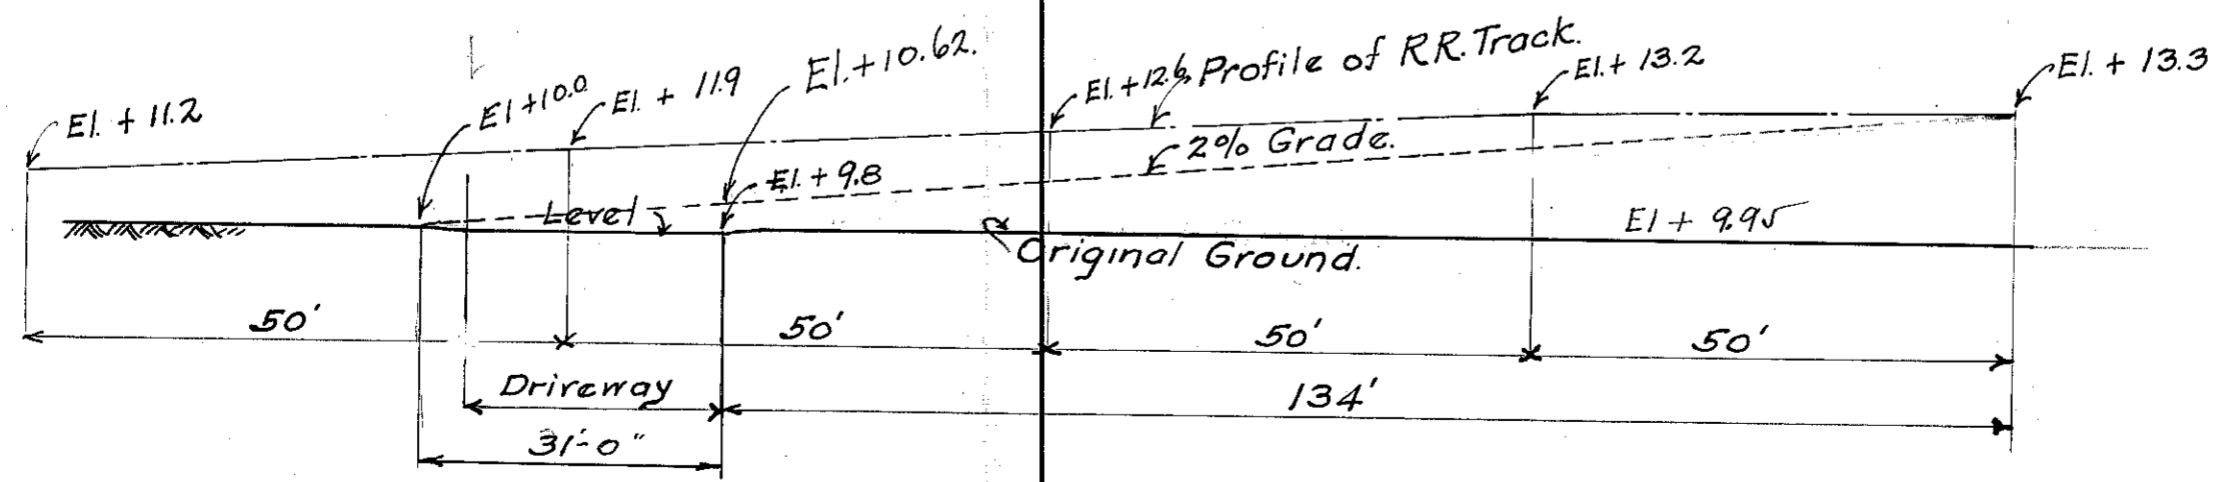 El. + 11.2
El +10.0
El. + 11.9
El. +10.62.
El. +12.6
Profile of RR. Track.
El. + 13.2
El. + 13.3
2% Grade.
El. + 9.8
Level
El + 9.95
Original Ground.
50'
50'
50'
50'
Driveway
134'
31'-0"